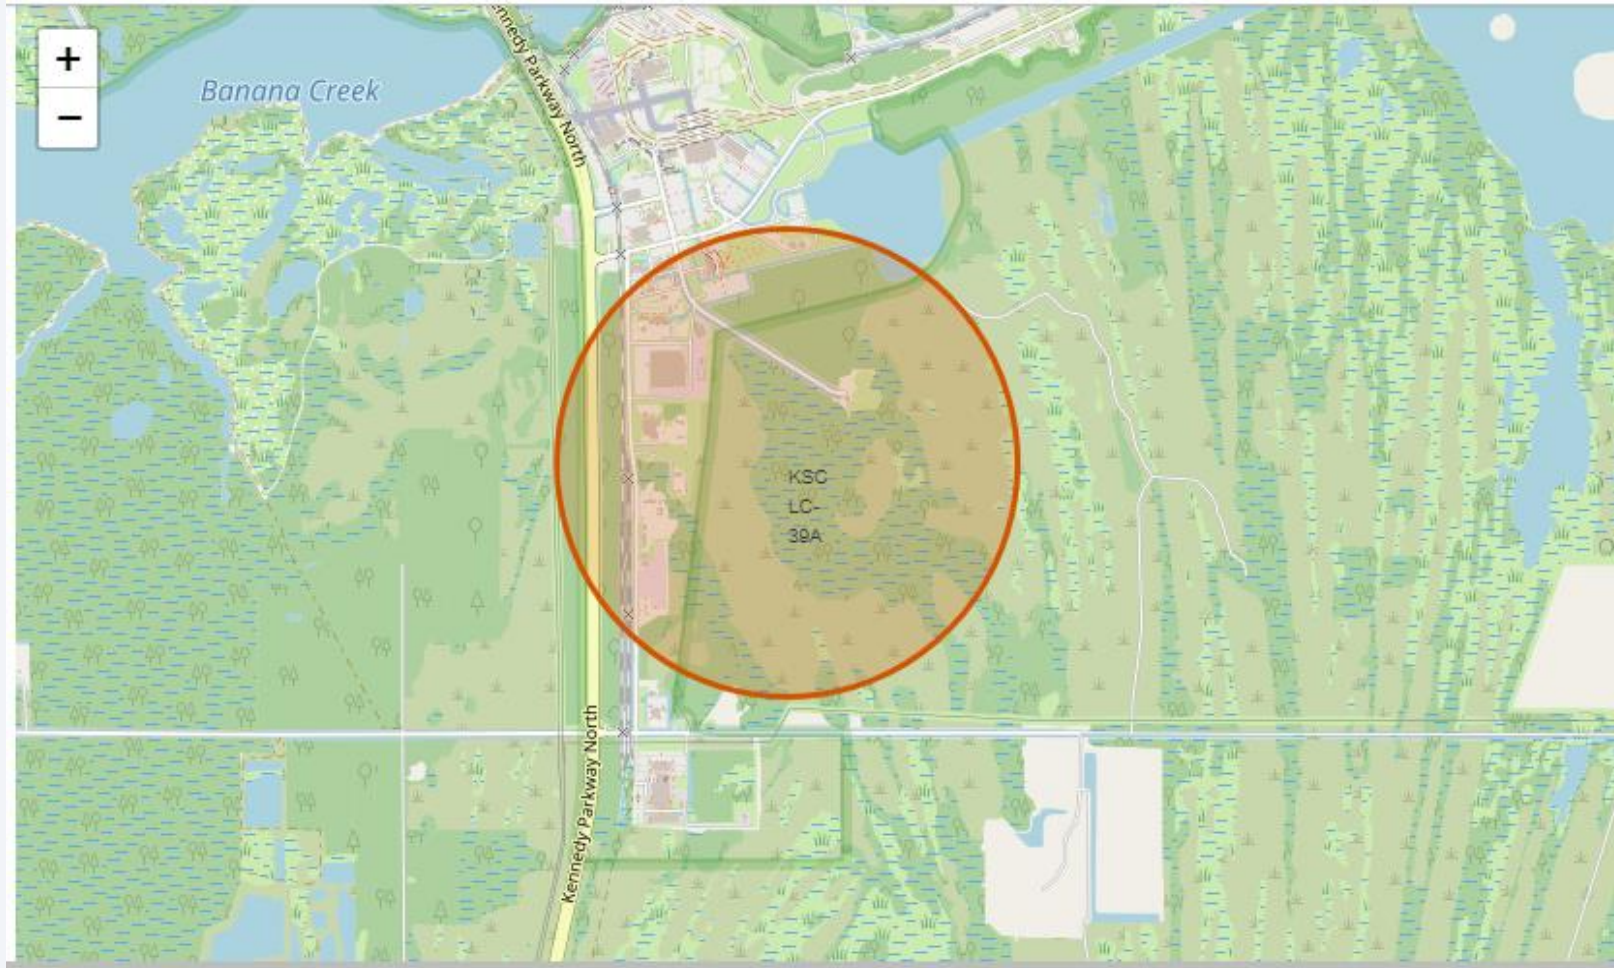 +
−
Banana Creek
Kennedy Parkway North
KSC
LC-
39A
Kennedy Parkway North